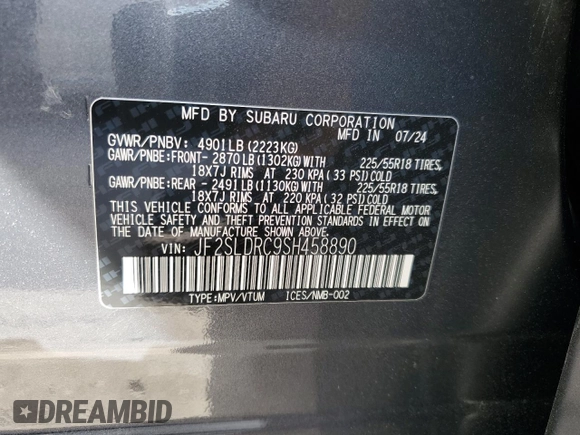 MFD BY SUBARU CORPORATION
MFD IN 07/24
GVWR/PNBV: 4901LB (2223KG)
GAWR/PNBE:FRONT- 2870LB(1302KG)WITH 225/55R18 TIRES,
18X7J RIMS AT 230 KPA( 33 PSI)COLD
GAWR/PNBE:REAR - 2491LB(1130KG)WITH 225/55R18 TIRES,
18X7J RIMS AT 220 KPA( 32 PSI)COLD
THIS VEHICLE CONFORMS TO ALL APPLICABLE FEDERAL MOTOR
VEHICLE SAFETY AND THEFT PREVENTION STANDARDS IN EFFECT ON
THE DATE OF MANUFACTURE SHOWN ABOVE.
VIN: JF2SLDRC9SH458890
TYPE:MPV/VTUM ICES/NMB-002
DREAMBID